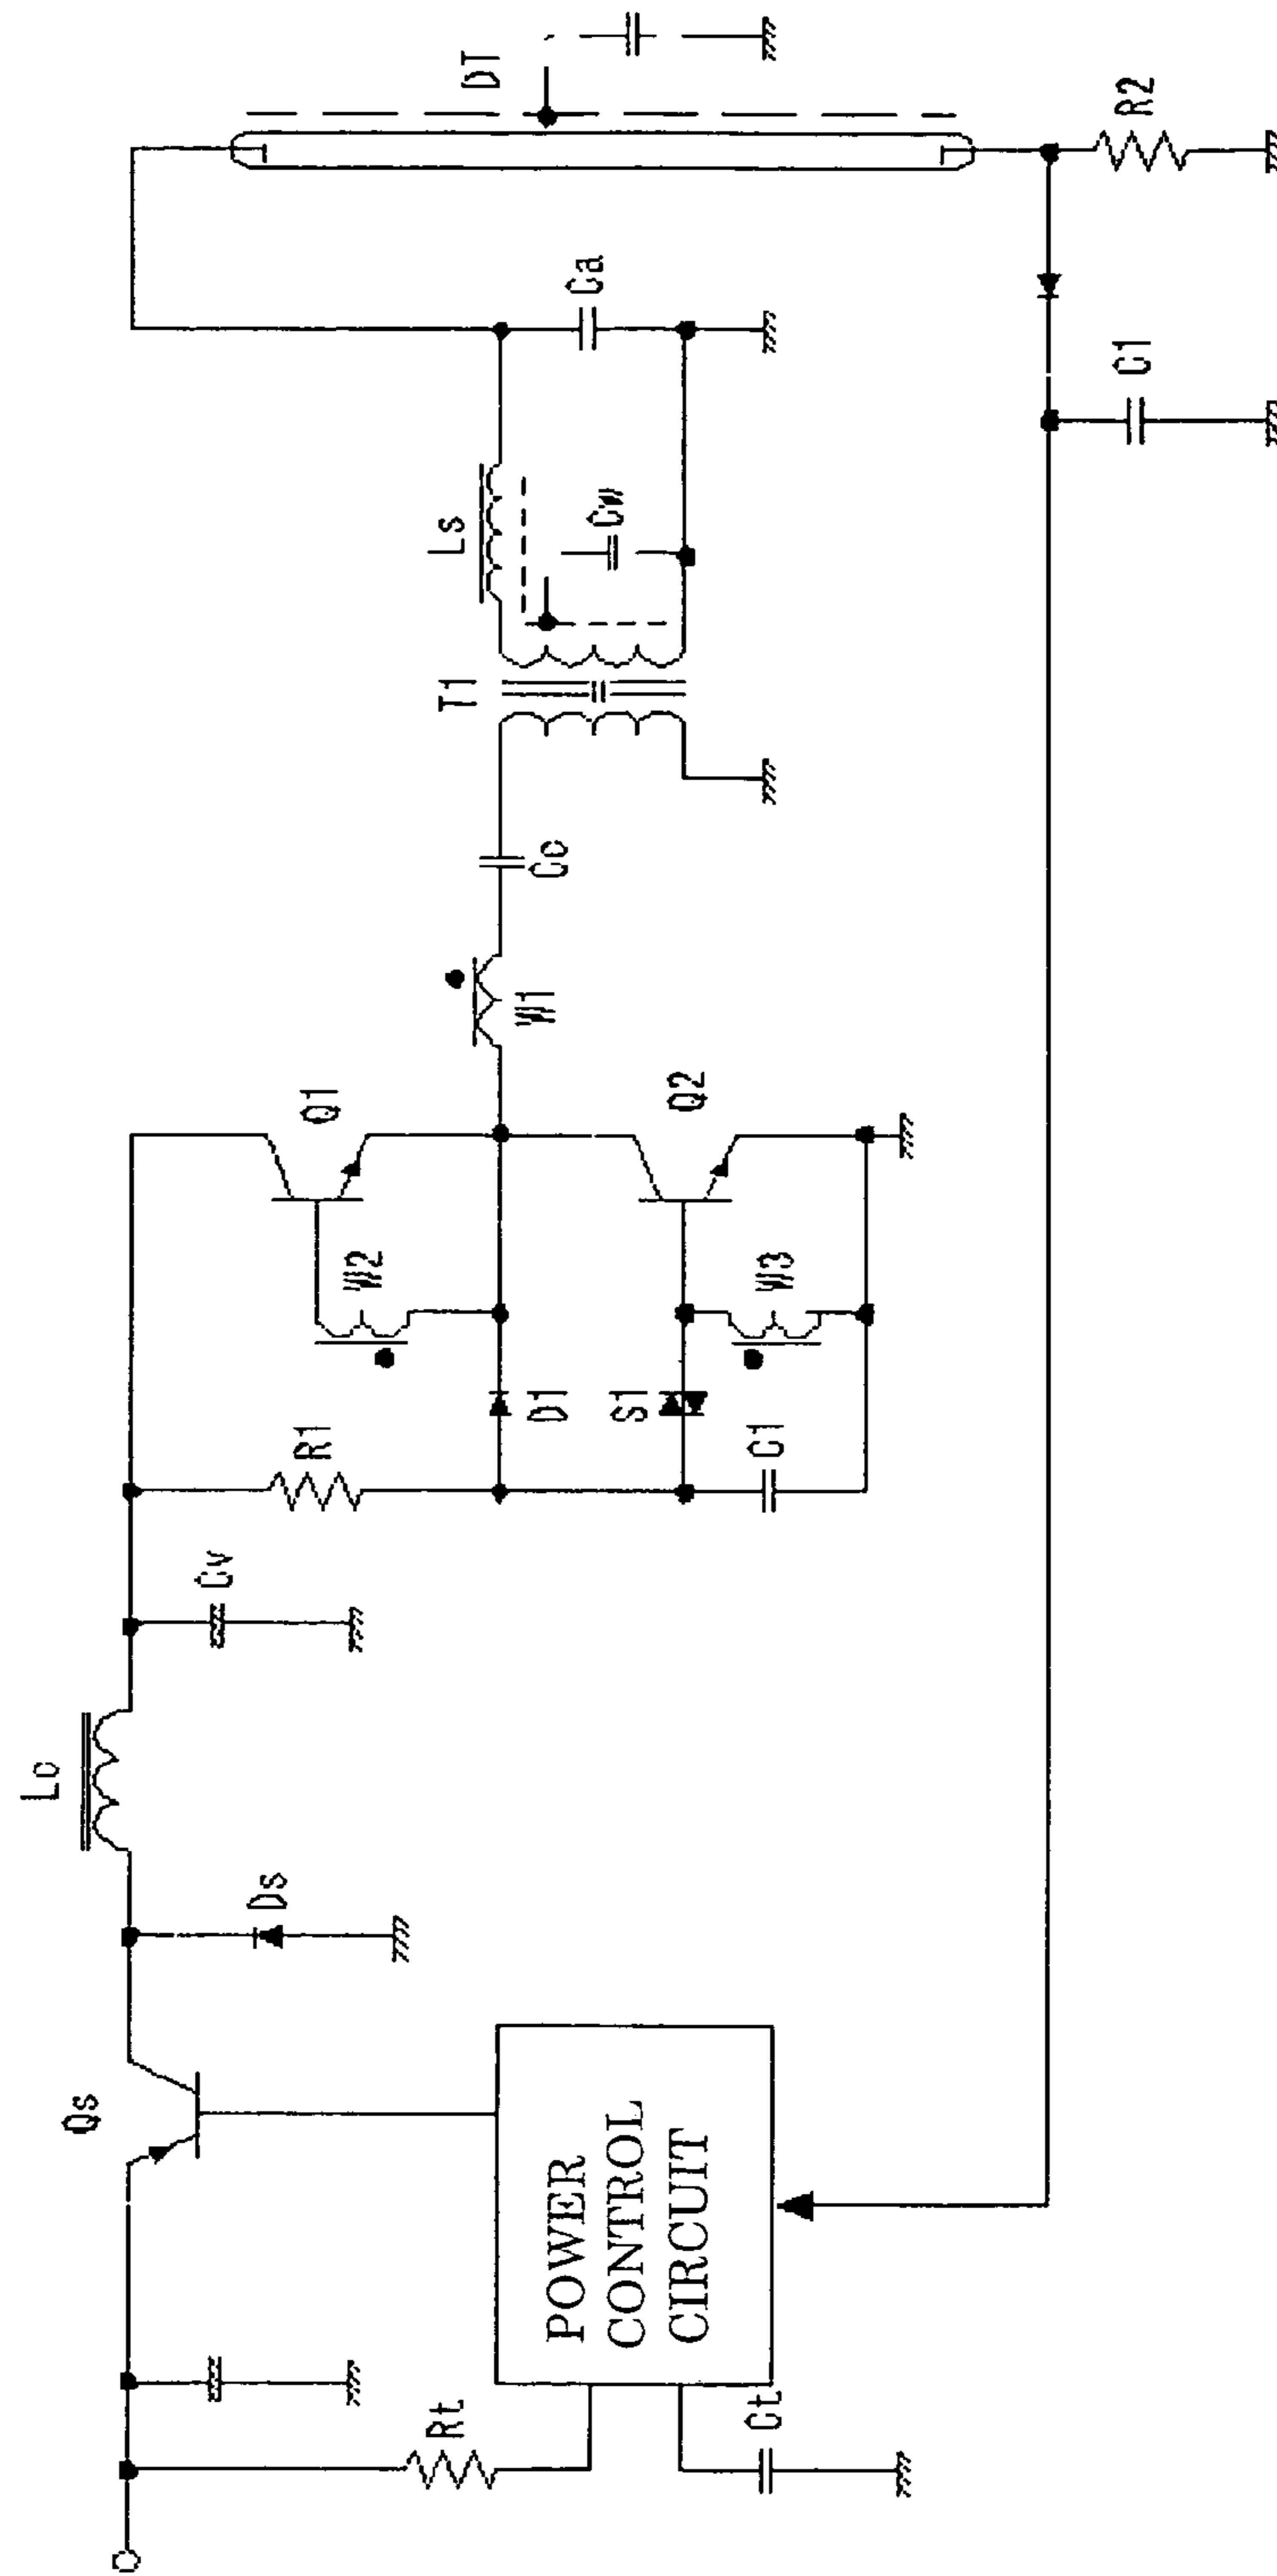 Qs
Rt
POWER
CONTROL
CIRCUIT
Ct
Ds
Lc
Cv
R1
Q1
W2
D1
S1
C1
W3
Q2
W1
Cc
T1
Ls
Cw
Ca
DT
C1
R2